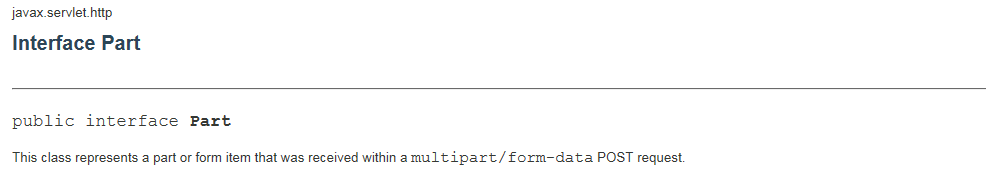 javax.servlet.http
Interface Part
public interface Part
This class represents a part or form item that was received within a multipart/form-data POST request.